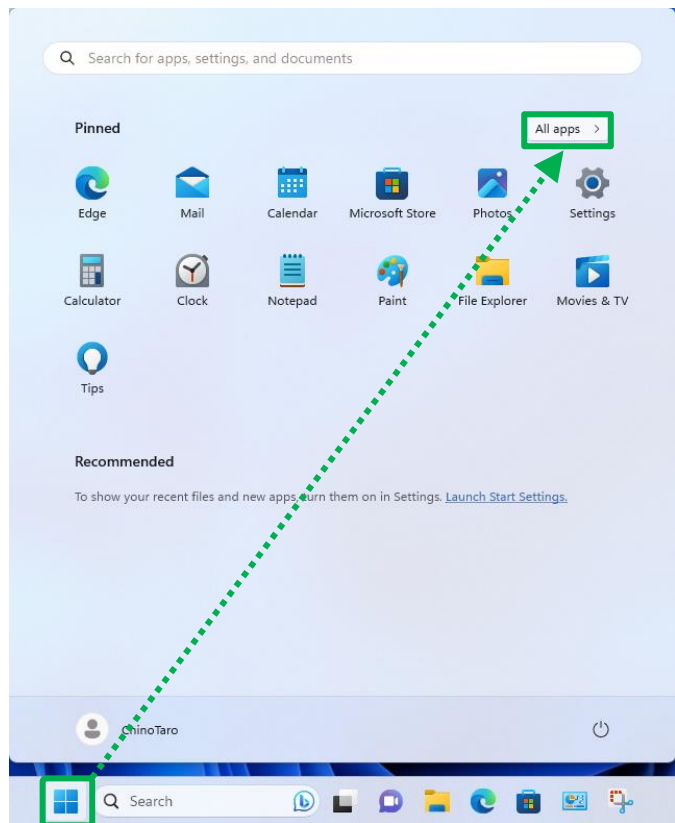 Search for apps, settings, and documents
Pinned
All apps >
Edge Mail Calendar Microsoft Store Photos Settings
Calculator Clock Notepad Paint File Explorer Movies & TV
Tips
Recommended
To show your recent files and new apps, turn them on in Settings. Launch Start Settings.
ChinoTaro
Search